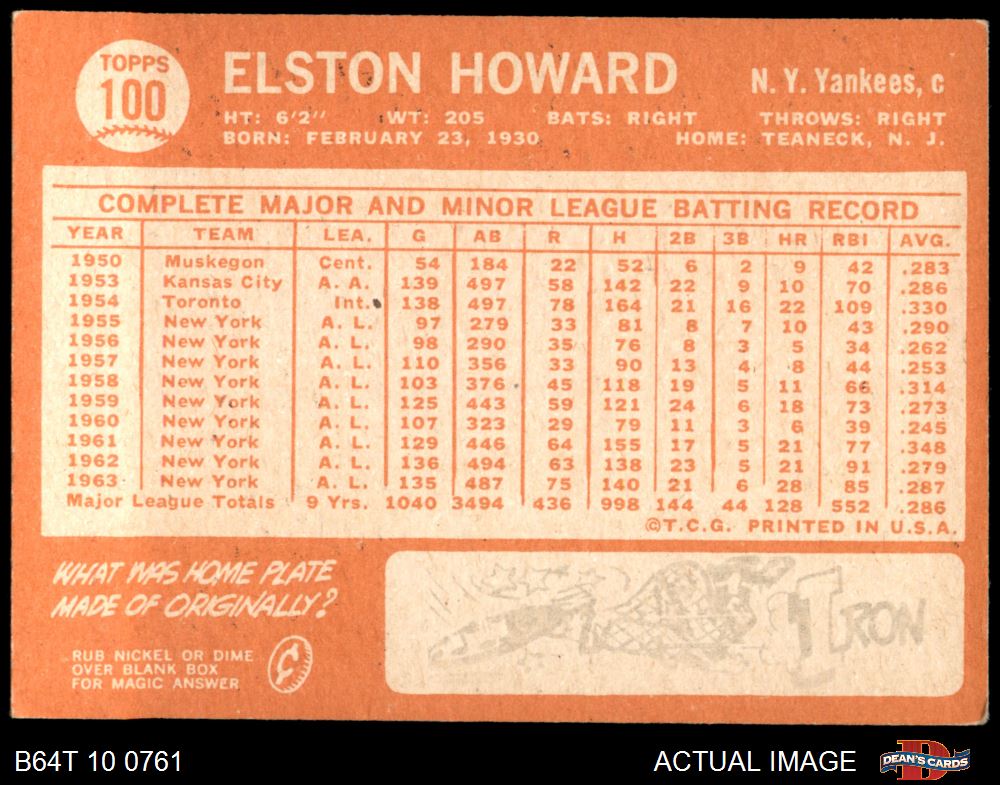 TOPPS
100
ELSTON HOWARD
N. Y. Yankees, c
HT: 6'2" WT: 205 BATS: RIGHT THROWS: RIGHT
BORN: FEBRUARY 23, 1930 HOME: TEANECK, N. J.
COMPLETE MAJOR AND MINOR LEAGUE BATTING RECORD
YEAR TEAM LEA. G AB R H 2B 3B HR RBI AVG.
1950 Muskegon Cent. 54 184 22 52 6 2 9 42 .283
1953 Kansas City A. A. 139 497 58 142 22 9 10 70 .286
1954 Toronto Int. 138 497 78 164 21 16 22 109 .330
1955 New York A. L. 97 279 33 81 8 7 10 43 .290
1956 New York A. L. 98 290 35 76 8 3 5 34 .262
1957 New York A. L. 110 356 33 90 13 4 8 44 .253
1958 New York A. L. 103 376 45 118 19 5 11 66 .314
1959 New York A. L. 125 443 59 121 24 6 18 73 .273
1960 New York A. L. 107 323 29 79 11 3 6 39 .245
1961 New York A. L. 129 446 64 155 17 5 21 77 .348
1962 New York A. L. 136 494 63 138 23 5 21 91 .279
1963 New York A. L. 135 487 75 140 21 6 28 85 .287
Major League Totals 9 Yrs. 1040 3494 436 998 144 44 128 552 .286
©T.C.G. PRINTED IN U.S.A.
WHAT WAS HOME PLATE
MADE OF ORIGINALLY?
RUB NICKEL OR DIME
OVER BLANK BOX
FOR MAGIC ANSWER
IRON
B64T 10 0761
ACTUAL IMAGE
DEAN'S CARDS